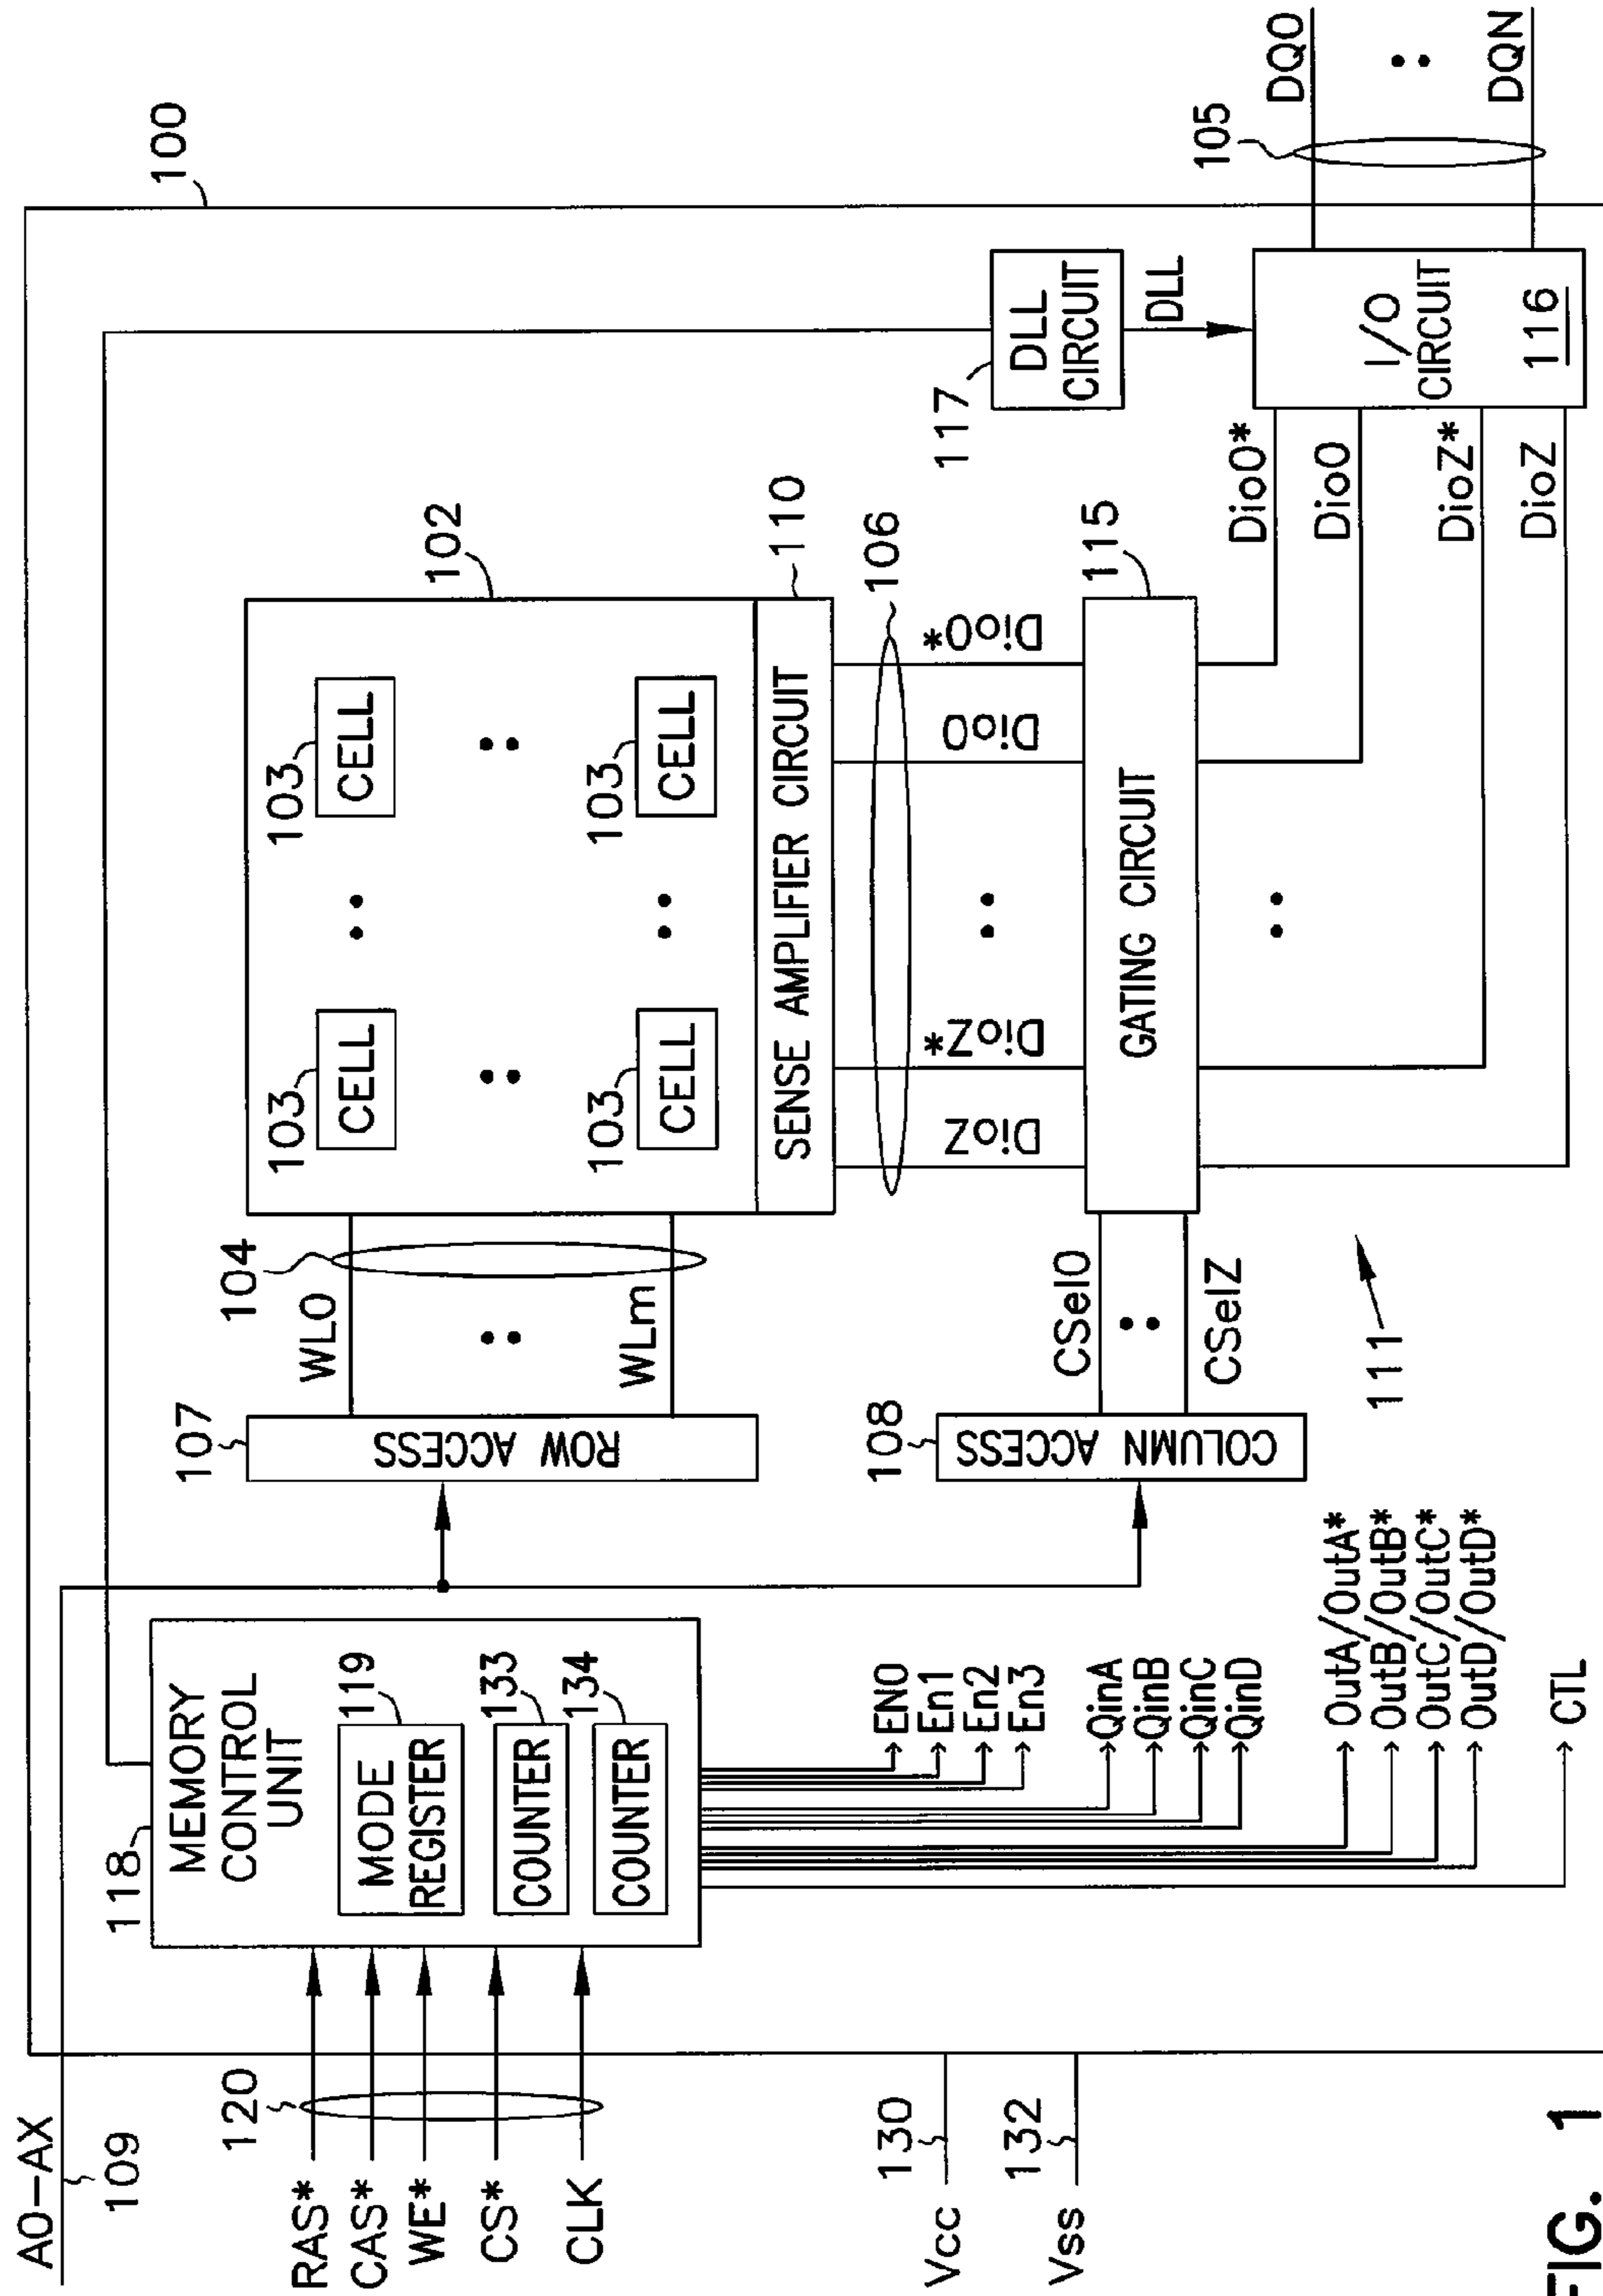 A0-AX
109
100
118
MEMORY
CONTROL
UNIT
MODE
REGISTER
119
COUNTER
133
COUNTER
134
120
RAS*
CAS*
WE*
CS*
CLK
107
ROW ACCESS
WL0
WLm
104
102
103
CELL
103
CELL
103
CELL
103
CELL
SENSE AMPLIFIER CIRCUIT
110
106
DioZ
DioZ*
Dio0
Dio0*
117
DLL
CIRCUIT
DLL
108
COLUMN ACCESS
CSel0
CSelZ
GATING CIRCUIT
115
Dio0*
Dio0
DioZ*
DioZ
I/O
CIRCUIT
116
105
DQ0
DQN
111
EN0
En1
En2
En3
QinA
QinB
QinC
QinD
OutA/OutA*
OutB/OutB*
OutC/OutC*
OutD/OutD*
CTL
Vcc
130
Vss
132
FIG. 1